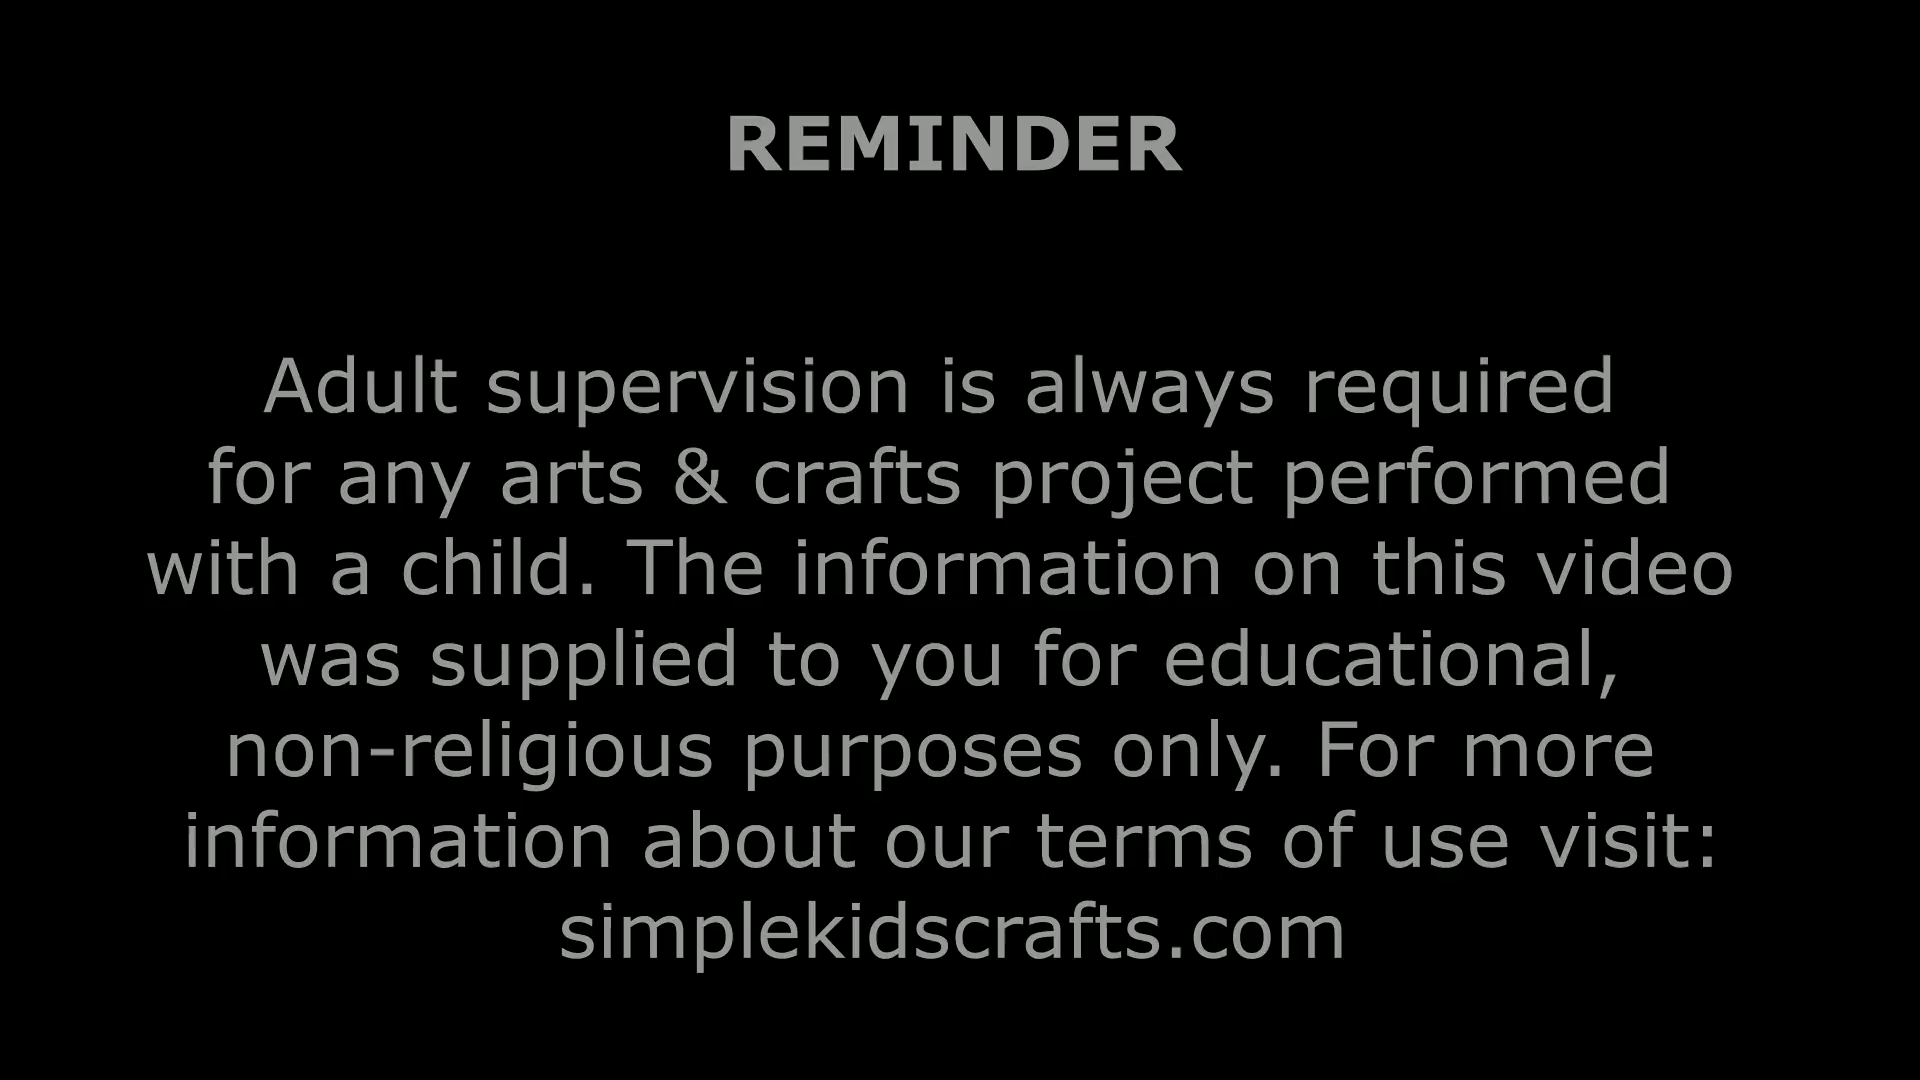 REMINDER
Adult supervision is always required
for any arts & crafts project performed
with a child. The information on this video
was supplied to you for educational,
non-religious purposes only. For more
information about our terms of use visit:
simplekidscrafts.com